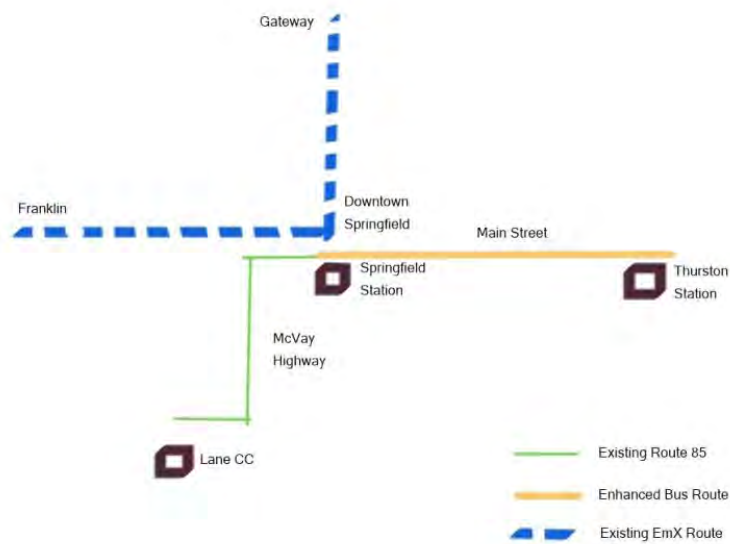 Gateway
Franklin
Downtown
Springfield
Main Street
Springfield
Station
Thurston
Station
McVay
Highway
Lane CC
Existing Route 85
Enhanced Bus Route
Existing EmX Route